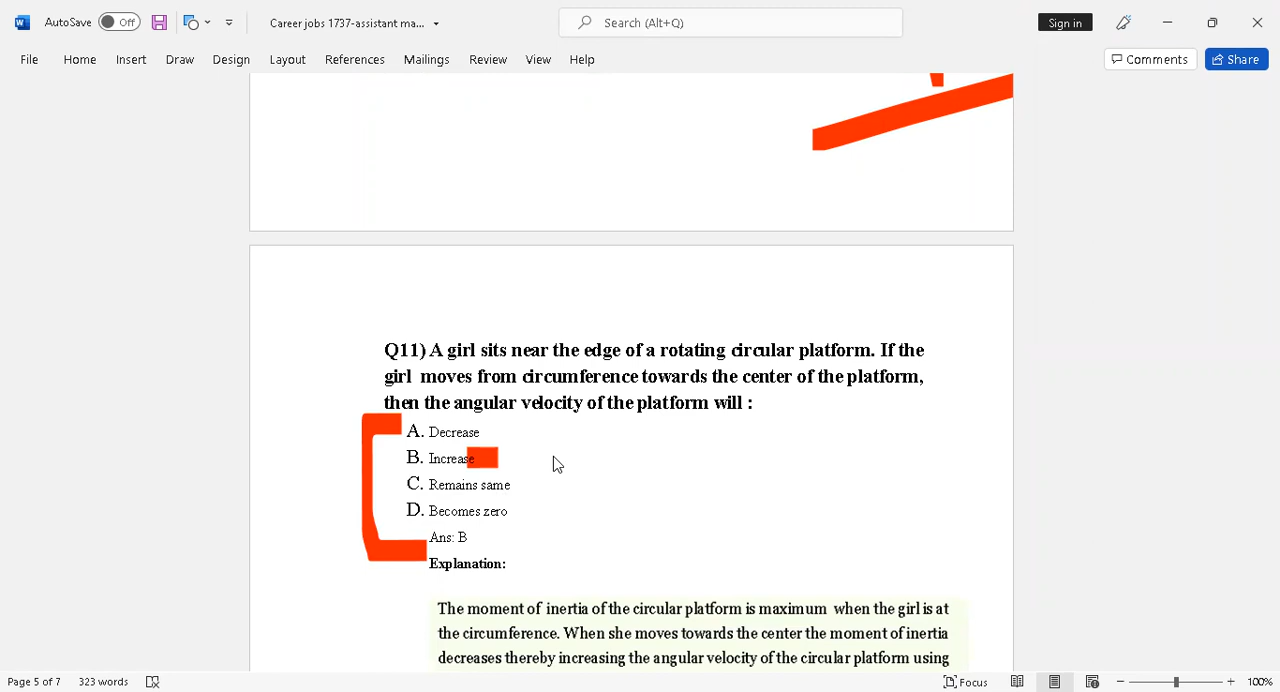 AutoSave Off Career jobs 1737-assistant ma... Search (Alt+Q) Sign in
File Home Insert Draw Design Layout References Mailings Review View Help Comments Share
Q11) A girl sits near the edge of a rotating circular platform. If the
girl moves from circumference towards the center of the platform,
then the angular velocity of the platform will :
A. Decrease
B. Increase
C. Remains same
D. Becomes zero
Ans: B
Explanation:
The moment of inertia of the circular platform is maximum when the girl is at
the circumference. When she moves towards the center the moment of inertia
decreases thereby increasing the angular velocity of the circular platform using
Page 5 of 7 323 words Focus 100%